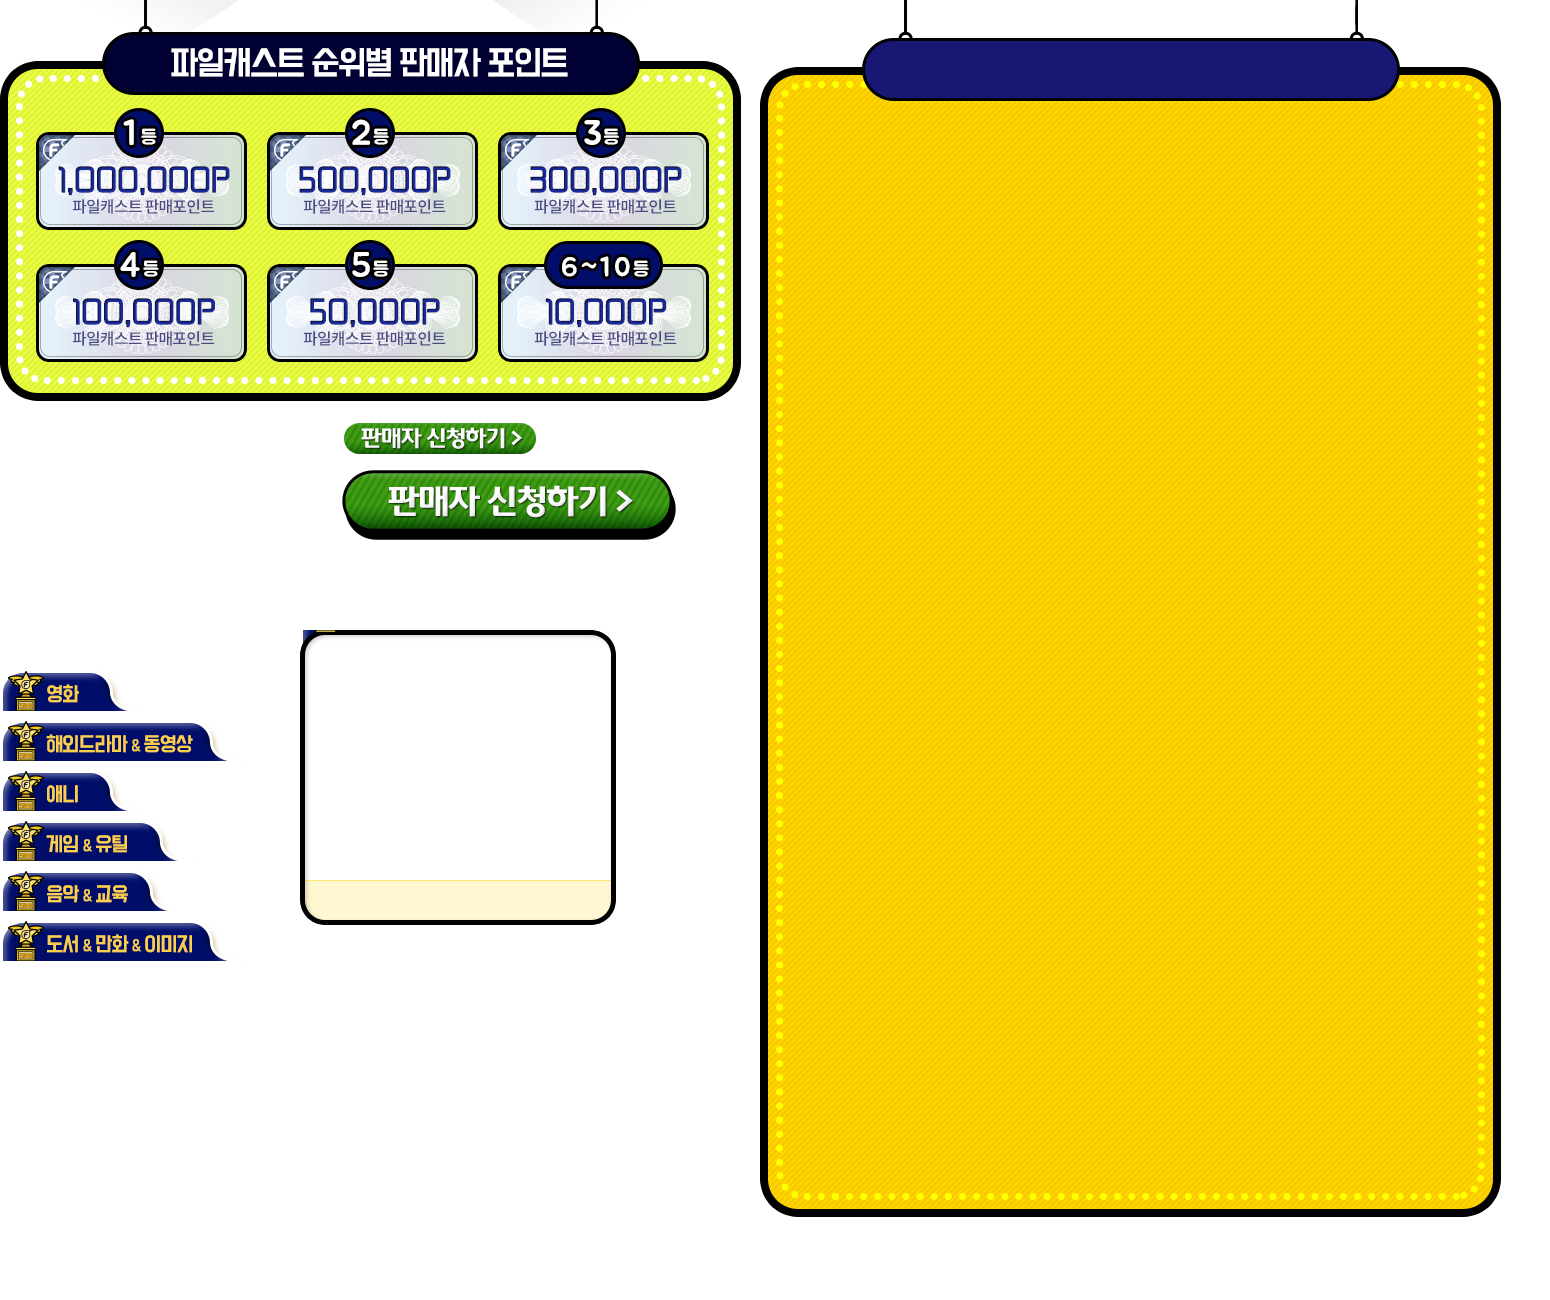 파일캐스트 순위별 판매자 포인트
1등
1,000,000P
파일캐스트 판매포인트
2등
500,000P
파일캐스트 판매포인트
3등
300,000P
파일캐스트 판매포인트
4등
100,000P
파일캐스트 판매포인트
5등
50,000P
파일캐스트 판매포인트
6~10등
10,000P
파일캐스트 판매포인트
판매자 신청하기 >
판매자 신청하기 >
영화
해외드라마 & 동영상
애니
게임 & 유틸
음악 & 교육
도서 & 만화 & 이미지